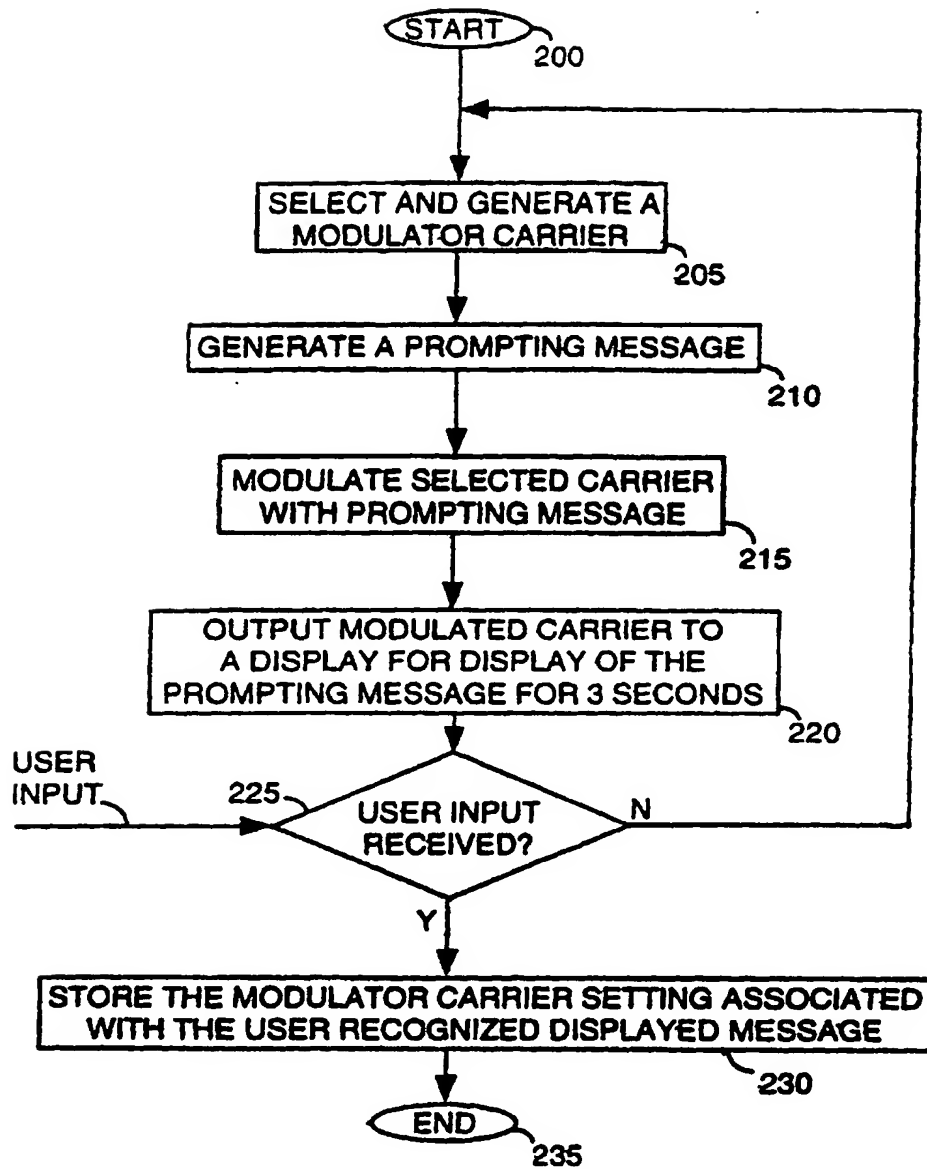 START
200
SELECT AND GENERATE A
MODULATOR CARRIER
205
GENERATE A PROMPTING MESSAGE
210
MODULATE SELECTED CARRIER
WITH PROMPTING MESSAGE
215
OUTPUT MODULATED CARRIER TO
A DISPLAY FOR DISPLAY OF THE
PROMPTING MESSAGE FOR 3 SECONDS
220
USER
INPUT
225
USER INPUT
RECEIVED?
N
Y
STORE THE MODULATOR CARRIER SETTING ASSOCIATED
WITH THE USER RECOGNIZED DISPLAYED MESSAGE
230
END
235